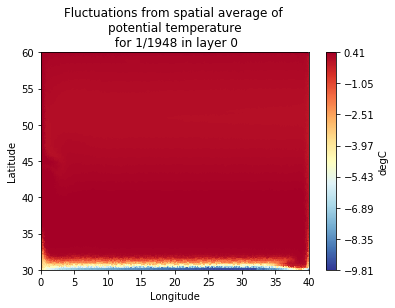 Fluctuations from spatial average of
potential temperature
for 1/1948 in layer 0
60
55
50
45
40
35
30
Latitude
0 5 10 15 20 25 30 35 40
Longitude
0.41
−1.05
−2.51
−3.97
−5.43
−6.89
−8.35
−9.81
degC